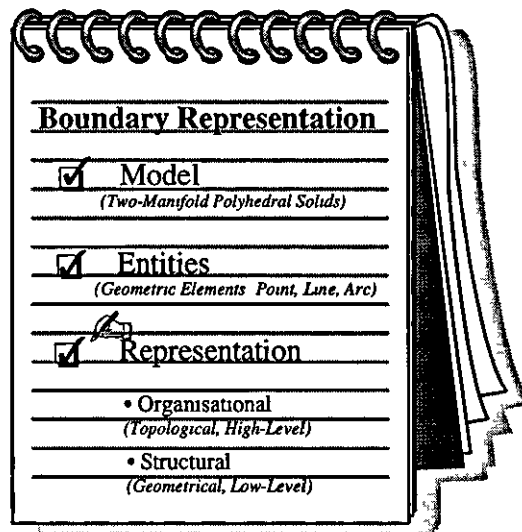 Boundary Representation
Model
(Two-Manifold Polyhedral Solids)
Entities
(Geometric Elements Point, Line, Arc)
Representation
• Organisational
(Topological, High-Level)
• Structural
(Geometrical, Low-Level)